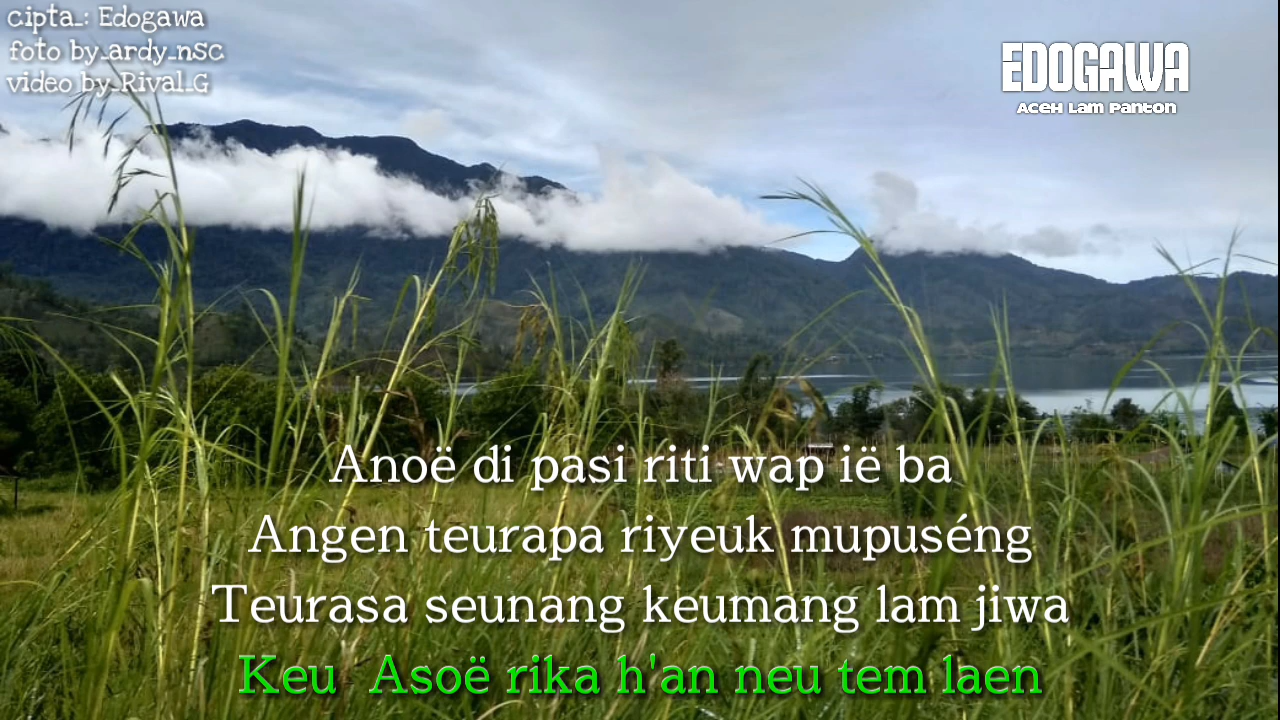 cipta_: Edogawa
foto by_ardy_nsc
video by_Rival_G
EDOGAWA
Aceh Lam Panton
Anoë di pasi riti wap ië ba
Angen teurapa riyeuk mupuséng
Teurasa seunang keumang lam jiwa
Keu Asoë rika h'an neu tem laen